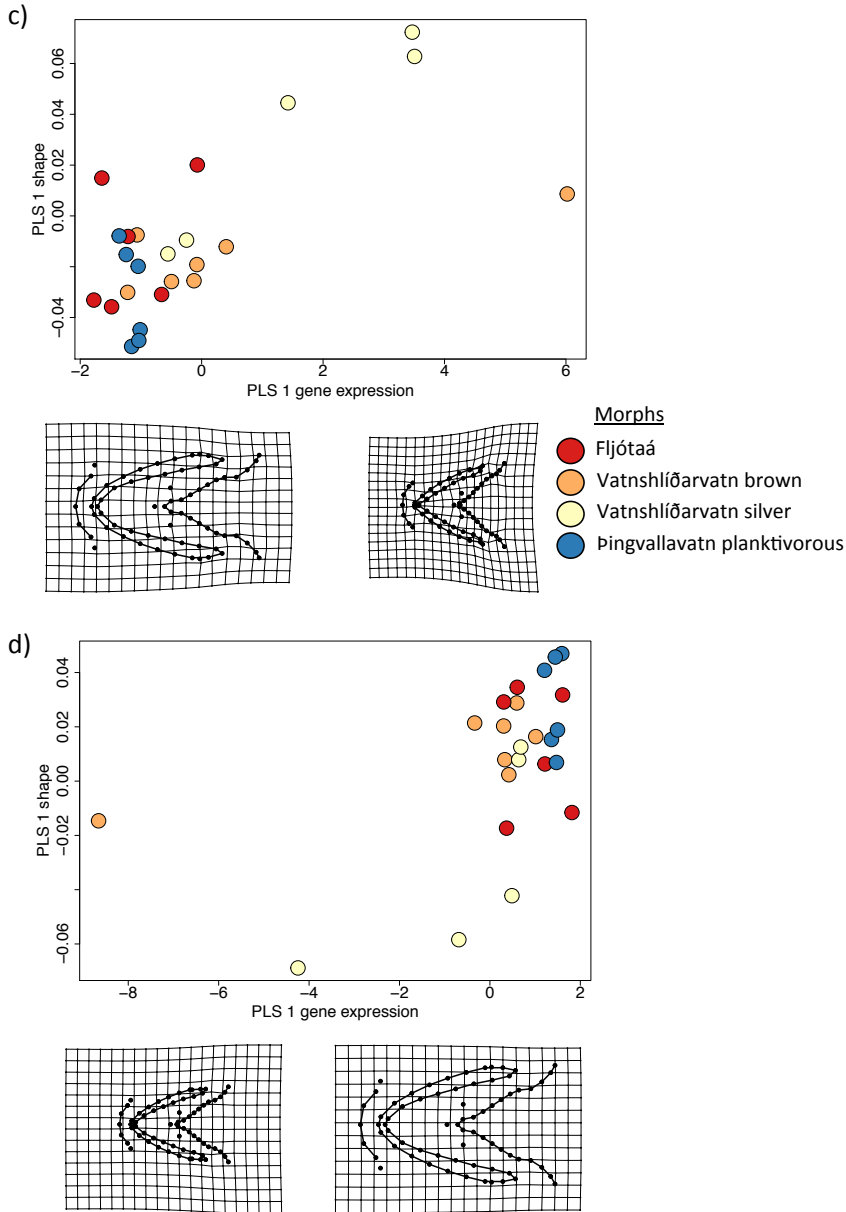 c)
0.06
0.04
0.02
0.00
−0.04
PLS 1 shape
−2 0 2 4 6
PLS 1 gene expression
Morphs
Fljótaá
Vatnshlíðarvatn brown
Vatnshlíðarvatn silver
Þingvallavatn planktivorous
d)
0.04
0.02
0.00
−0.02
−0.06
PLS 1 shape
−8 −6 −4 −2 0 2
PLS 1 gene expression